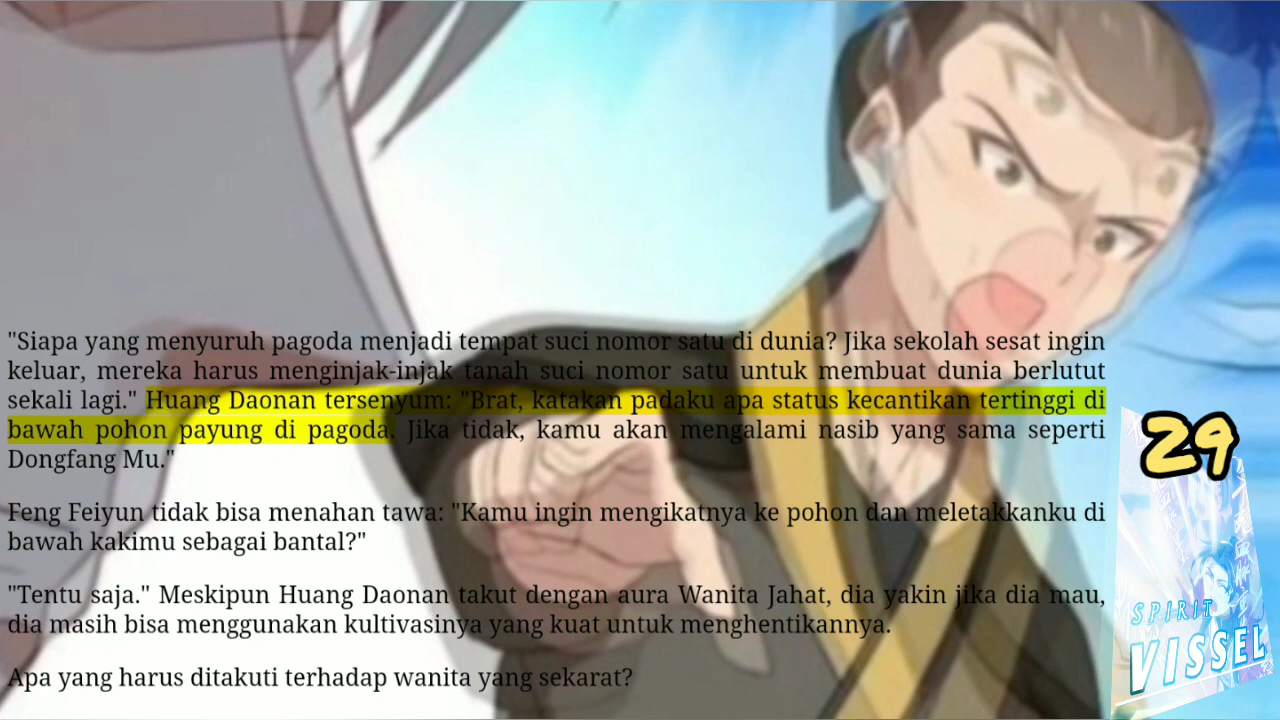 "Siapa yang menyuruh pagoda menjadi tempat suci nomor satu di dunia? Jika sekolah sesat ingin
keluar, mereka harus menginjak-injak tanah suci nomor satu untuk membuat dunia berlutut
sekali lagi." Huang Daonan tersenyum: "Brat, katakan padaku apa status kecantikan tertinggi di
bawah pohon payung di pagoda. Jika tidak, kamu akan mengalami nasib yang sama seperti
Dongfang Mu."
Feng Feiyun tidak bisa menahan tawa: "Kamu ingin mengikatnya ke pohon dan meletakkanku di
bawah kakimu sebagai bantal?"
"Tentu saja." Meskipun Huang Daonan takut dengan aura Wanita Jahat, dia yakin jika dia mau,
dia masih bisa menggunakan kultivasinya yang kuat untuk menghentikannya.
Apa yang harus ditakuti terhadap wanita yang sekarat?
29
SPIRIT
VISSEL